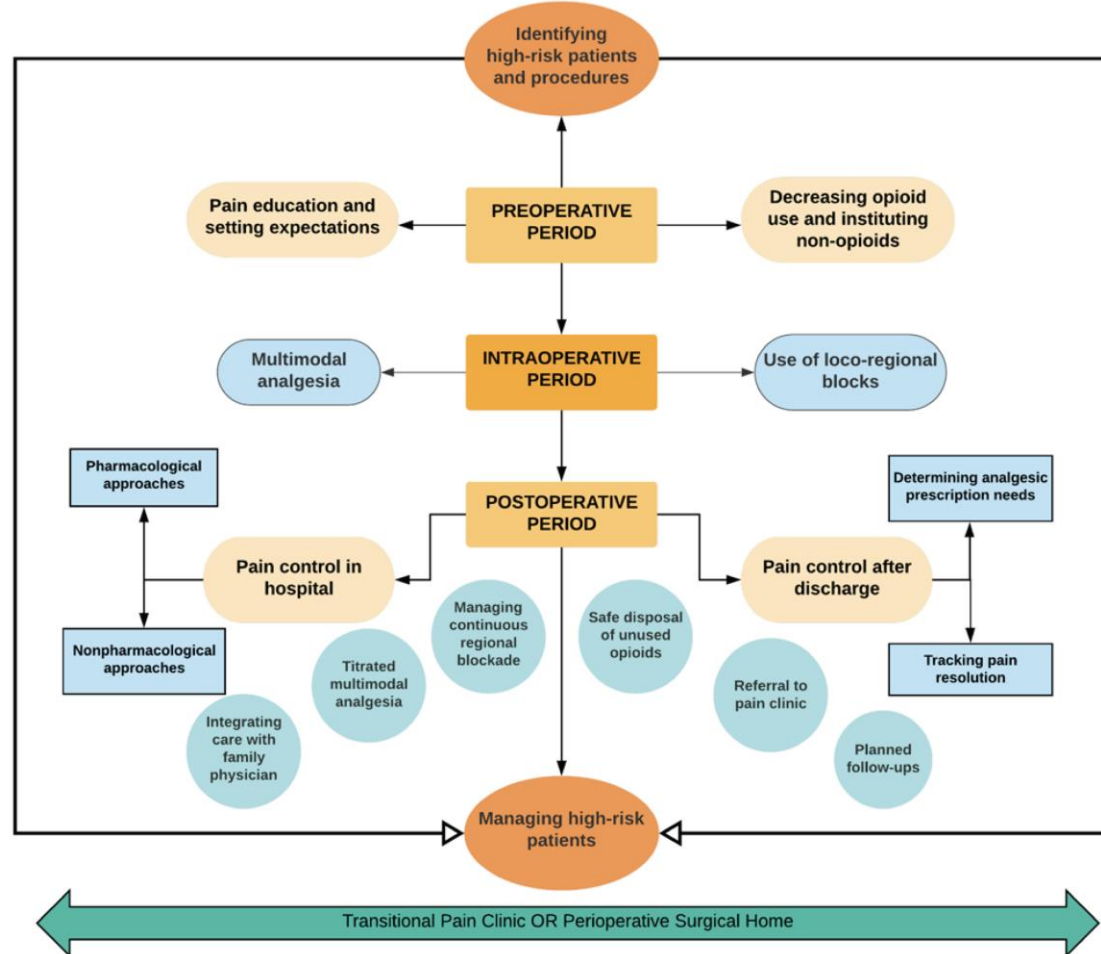 Identifying
high-risk patients
and procedures
Pain education and
setting expectations
PREOPERATIVE
PERIOD
Decreasing opioid
use and instituting
non-opioids
Multimodal
analgesia
INTRAOPERATIVE
PERIOD
Use of loco-regional
blocks
Pharmacological
approaches
POSTOPERATIVE
PERIOD
Determining analgesic
prescription needs
Pain control in
hospital
Pain control after
discharge
Nonpharmacological
approaches
Tracking pain
resolution
Integrating
care with
family
physician
Titrated
multimodal
analgesia
Managing
continuous
regional
blockade
Safe disposal
of unused
opioids
Referral to
pain clinic
Planned
follow-ups
Managing high-risk
patients
Transitional Pain Clinic OR Perioperative Surgical Home